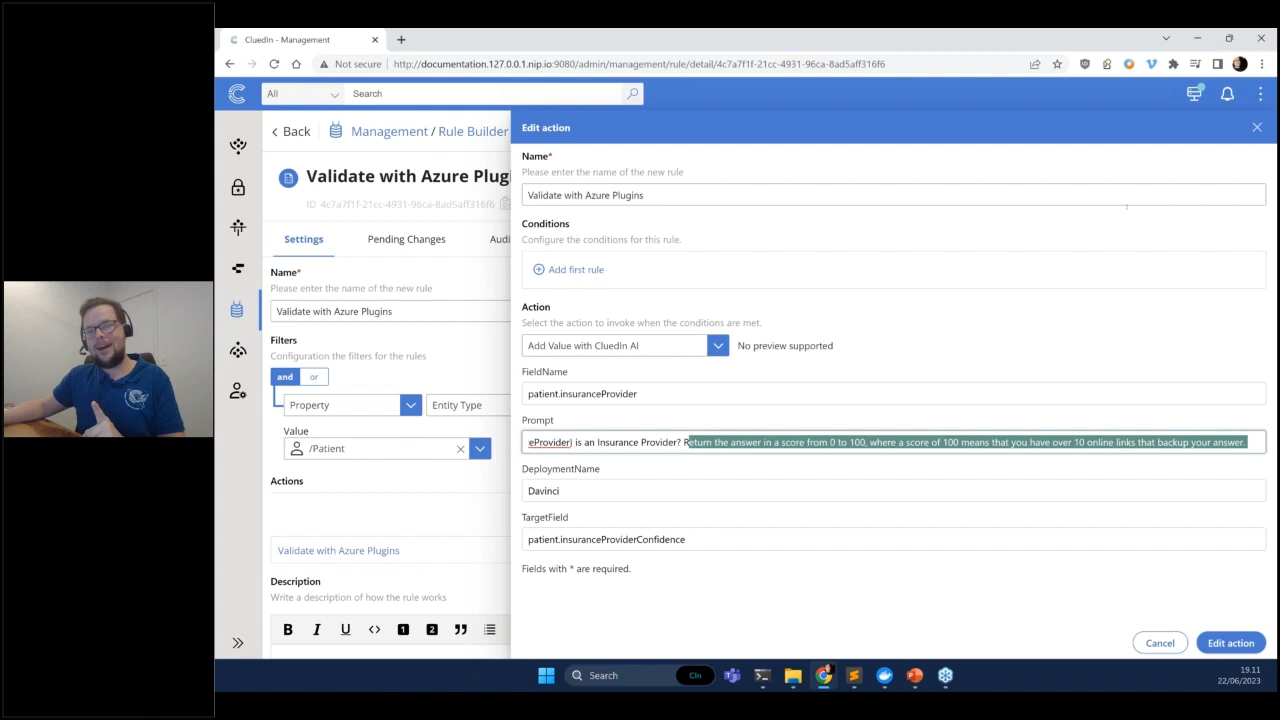 CluedIn - Management
Not secure
http://documentation.127.0.0.1.nip.io:9080/admin/management/rule/detail/4c7a7f1f-21cc-4931-96ca-8ad5aff316f6
All
Search
Back
Management / Rule Builder
Validate with Azure Plugi
ID 4c7a7f1f-21cc-4931-96ca-8ad5aff316f6
Settings
Pending Changes
Audi
Name*
Please enter the name of the new rule
Validate with Azure Plugins
Filters
Configuration the filters for the rules
and
or
Property
Entity Type
Value
/Patient
Actions
Validate with Azure Plugins
Description
Write a description of how the rule works
B I U <> 1 2
Edit action
Name*
Please enter the name of the new rule
Validate with Azure Plugins
Conditions
Configure the conditions for this rule.
Add first rule
Action
Select the action to invoke when the conditions are met.
Add Value with CluedIn AI
No preview supported
FieldName
patient.insuranceProvider
Prompt
eProvider} is an Insurance Provider? Return the answer in a score from 0 to 100, where a score of 100 means that you have over 10 online links that backup your answer.
DeploymentName
Davinci
TargetField
patient.insuranceProviderConfidence
Fields with * are required.
Cancel
Edit action
Search
19.11
22/06/2023